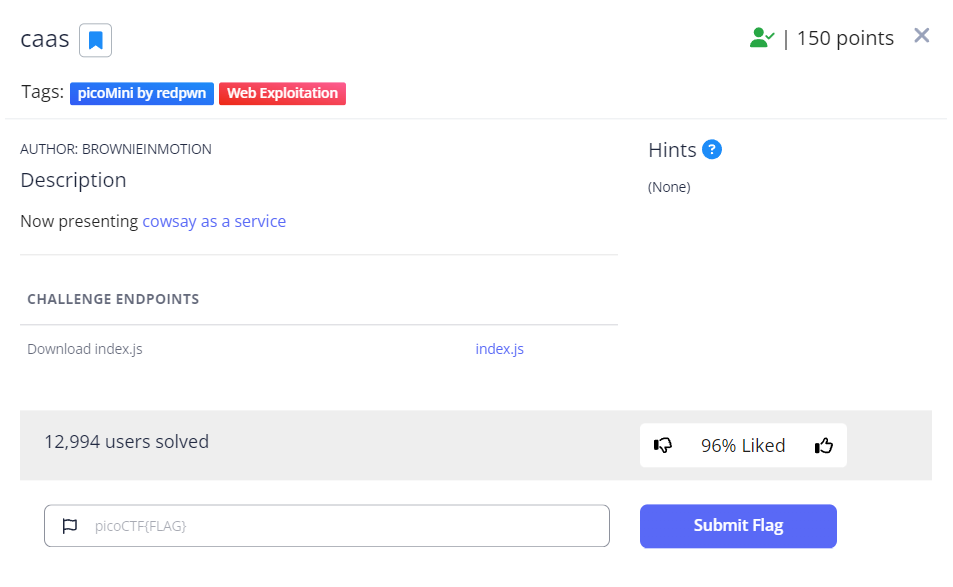 caas
| 150 points
Tags: picoMini by redpwn Web Exploitation
AUTHOR: BROWNIEINMOTION
Description
Now presenting cowsay as a service
Hints ?
(None)
CHALLENGE ENDPOINTS
Download index.js index.js
12,994 users solved
96% Liked
picoCTF{FLAG}
Submit Flag